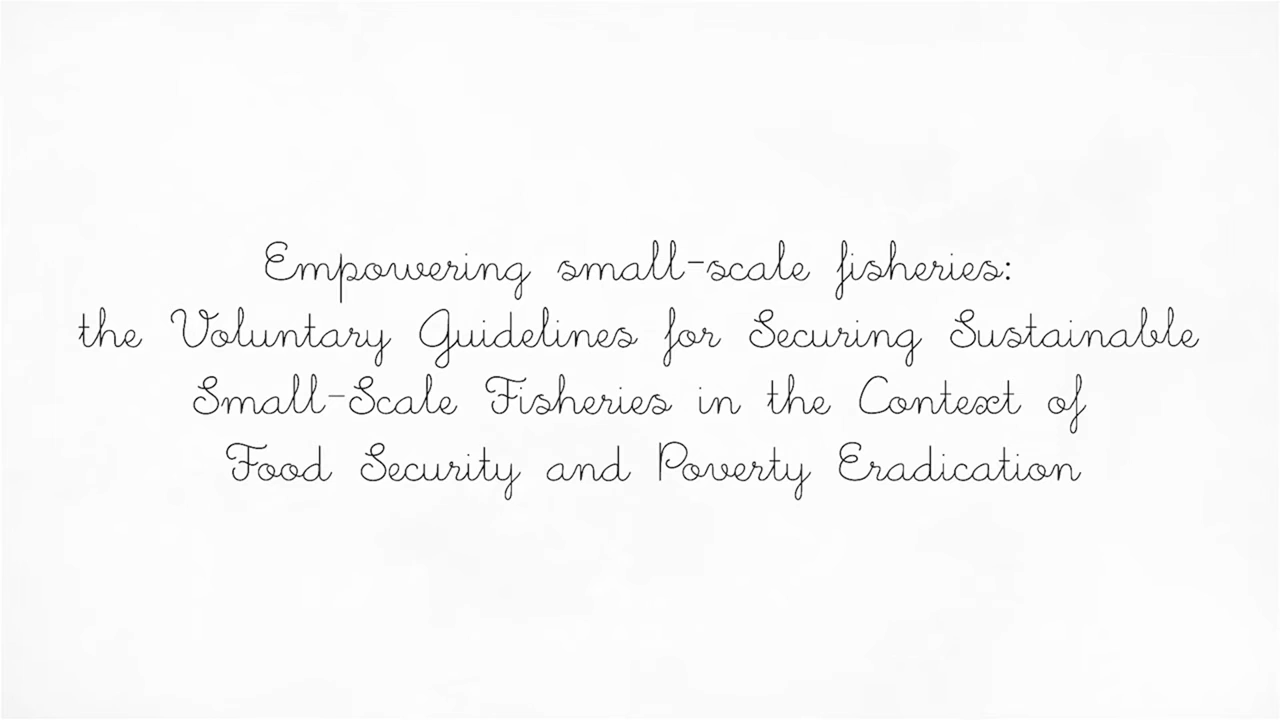 Empowering small-scale fisheries:
the Voluntary Guidelines for Securing Sustainable
Small-Scale Fisheries in the Context of
Food Security and Poverty Eradication